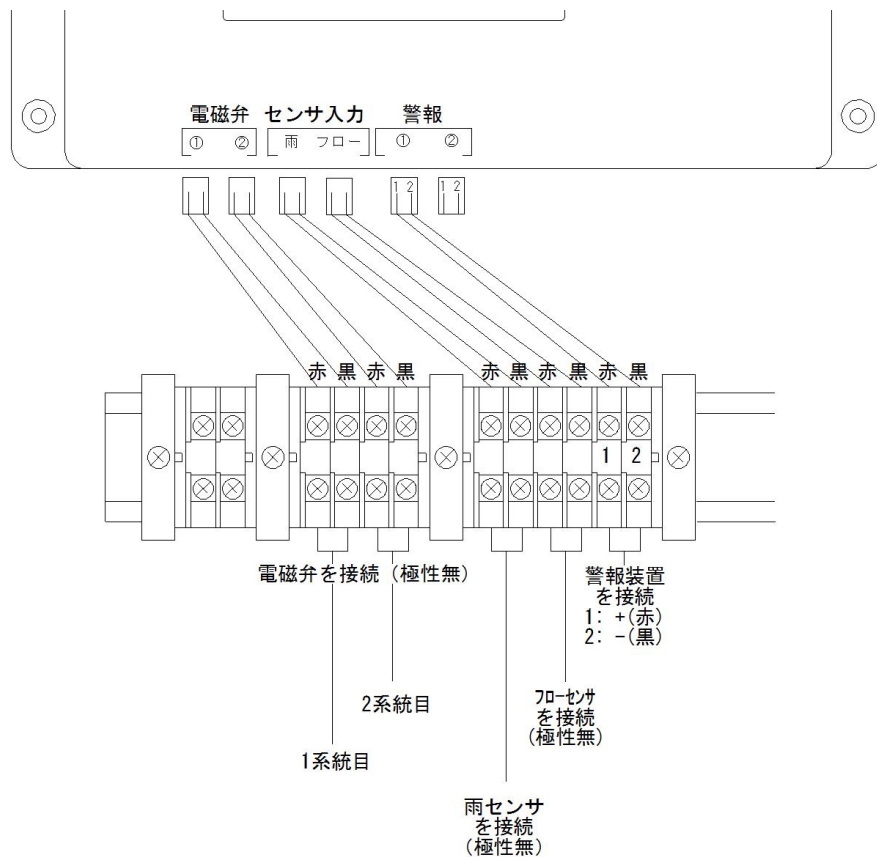 電磁弁 センサ入力 警報
① ② 雨 フロー ① ②
1 2 1 2
赤 黒 赤 黒 赤 黒 赤 黒 赤 黒
1 2
電磁弁を接続(極性無)
警報装置
を接続
1: +(赤)
2: -(黒)
2系統目
フローセンサ
を接続
(極性無)
1系統目
雨センサ
を接続
(極性無)